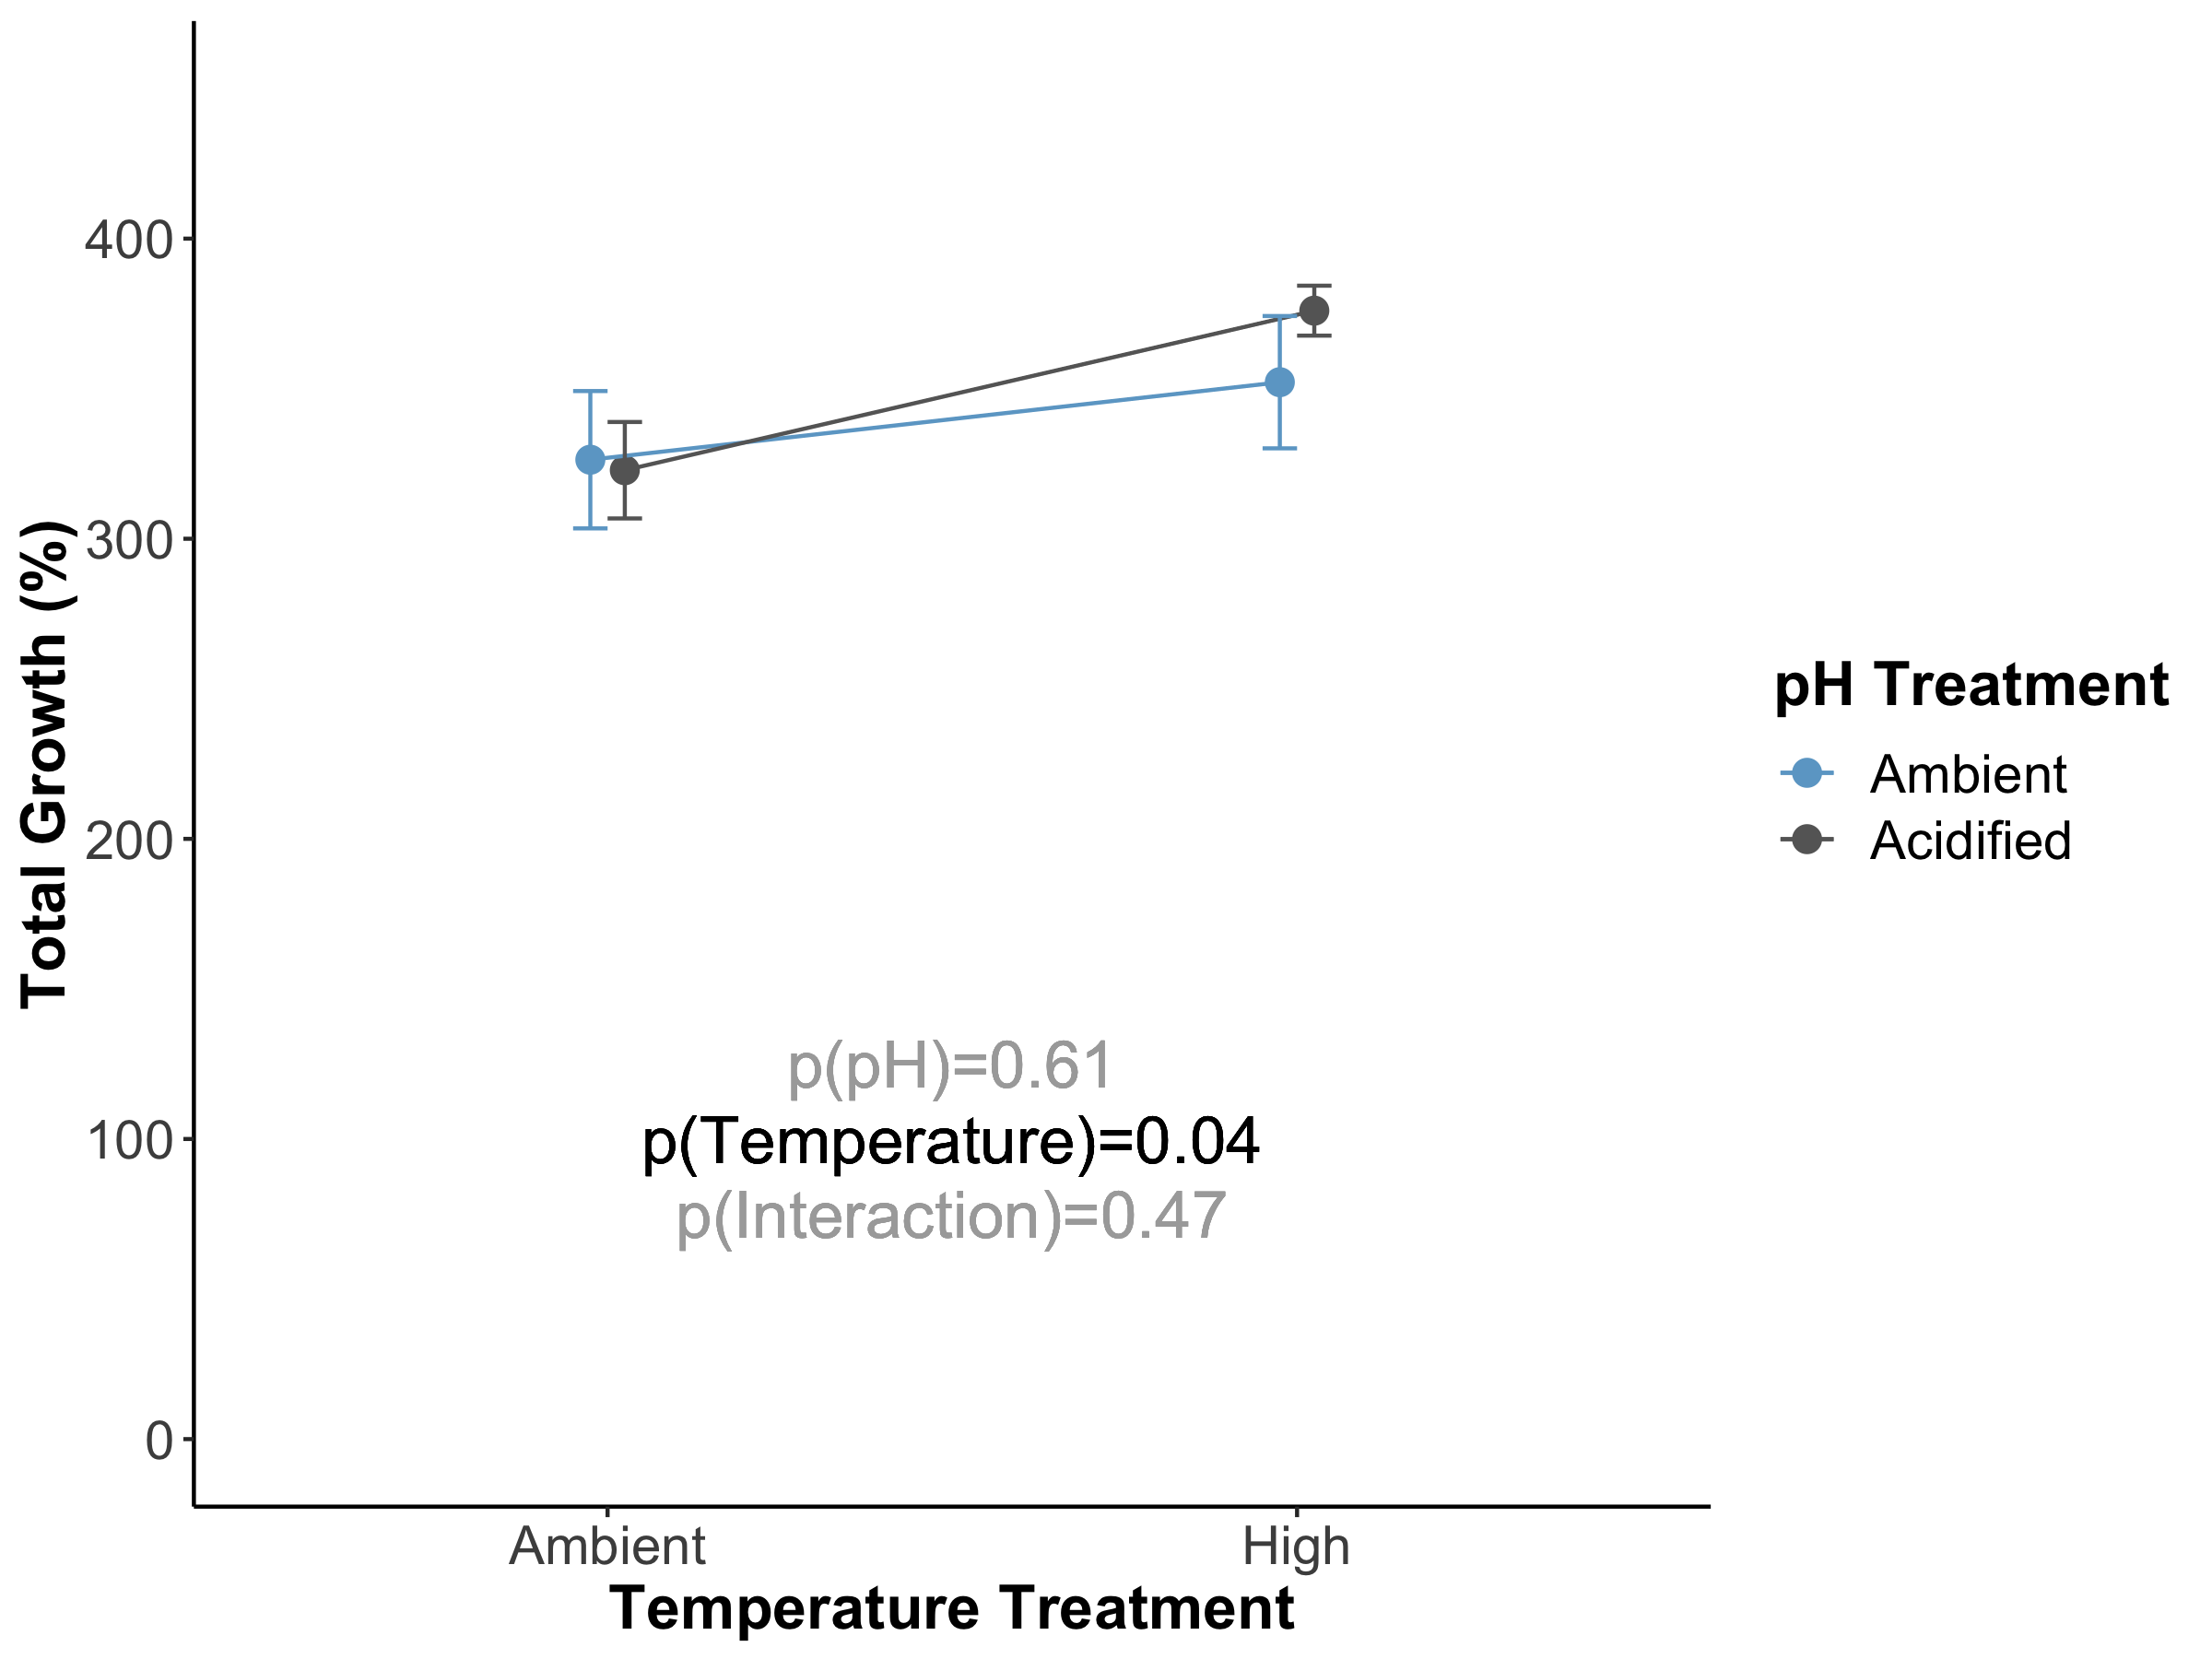 Total Growth (%)
400
300
200
100
0
p(pH)=0.61
p(Temperature)=0.04
p(Interaction)=0.47
Ambient
High
Temperature Treatment
pH Treatment
Ambient
Acidified